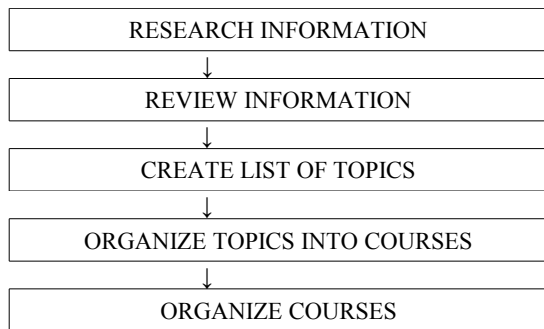 RESEARCH INFORMATION
↓
REVIEW INFORMATION
↓
CREATE LIST OF TOPICS
↓
ORGANIZE TOPICS INTO COURSES
↓
ORGANIZE COURSES